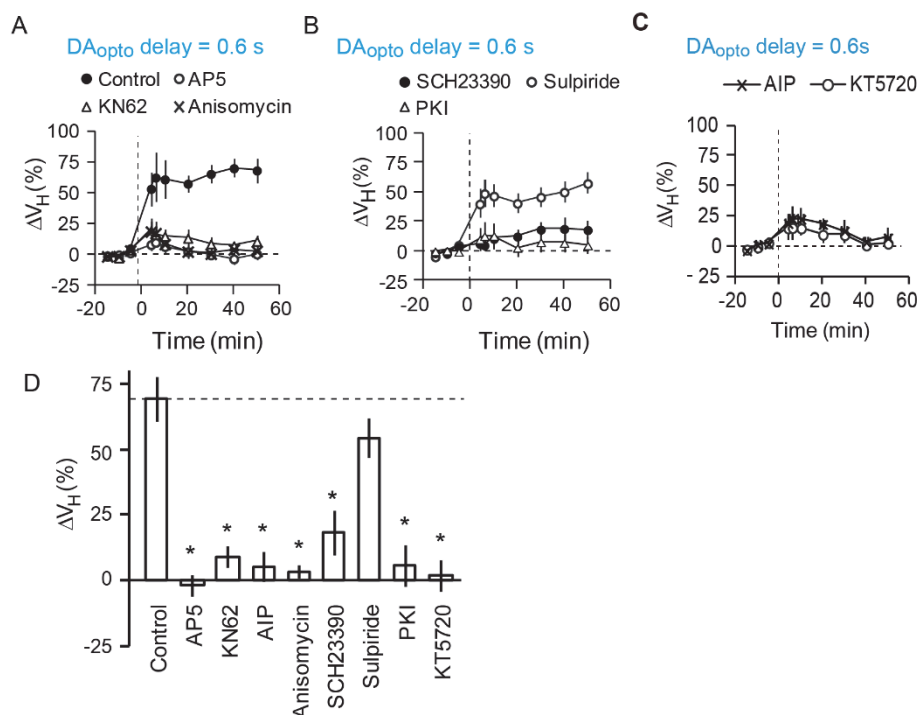 A
DAopto delay = 0.6 s
Control AP5
KN62 Anisomycin
100
75
50
25
0
-25
ΔVH(%)
-20 0 20 40 60
Time (min)
B
DAopto delay = 0.6 s
SCH23390 Sulpiride
PKI
100
75
50
25
0
-25
ΔVH(%)
-20 0 20 40 60
Time (min)
C
DAopto delay = 0.6s
AIP KT5720
100
75
50
25
0
- 25
ΔVH(%)
-20 0 20 40 60
Time (min)
D
75
50
25
0
-25
ΔVH(%)
* * * * * * *
Control
AP5
KN62
AIP
Anisomycin
SCH23390
Sulpiride
PKI
KT5720